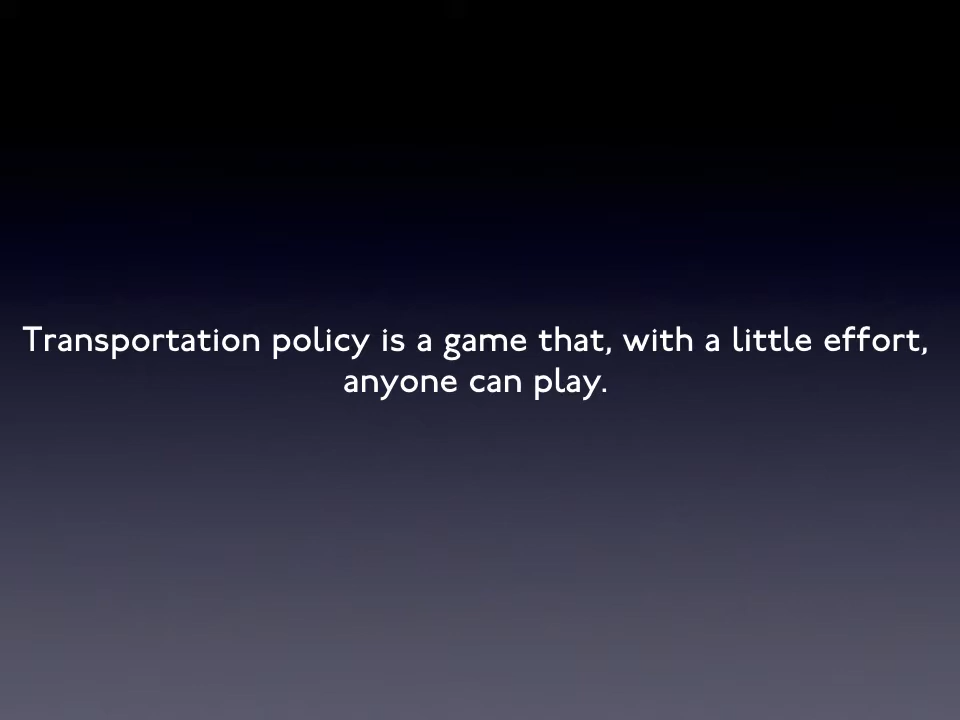 Transportation policy is a game that, with a little effort,
anyone can play.